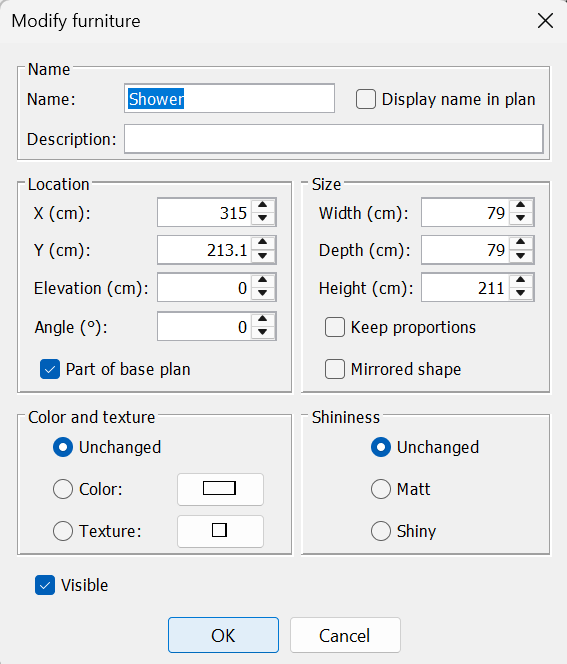 Modify furniture
Name
Name: Shower Display name in plan
Description:
Location
X (cm): 315
Y (cm): 213.1
Elevation (cm): 0
Angle (°): 0
Part of base plan
Size
Width (cm): 79
Depth (cm): 79
Height (cm): 211
Keep proportions
Mirrored shape
Color and texture
Unchanged
Color:
Texture:
Shininess
Unchanged
Matt
Shiny
Visible
OK Cancel